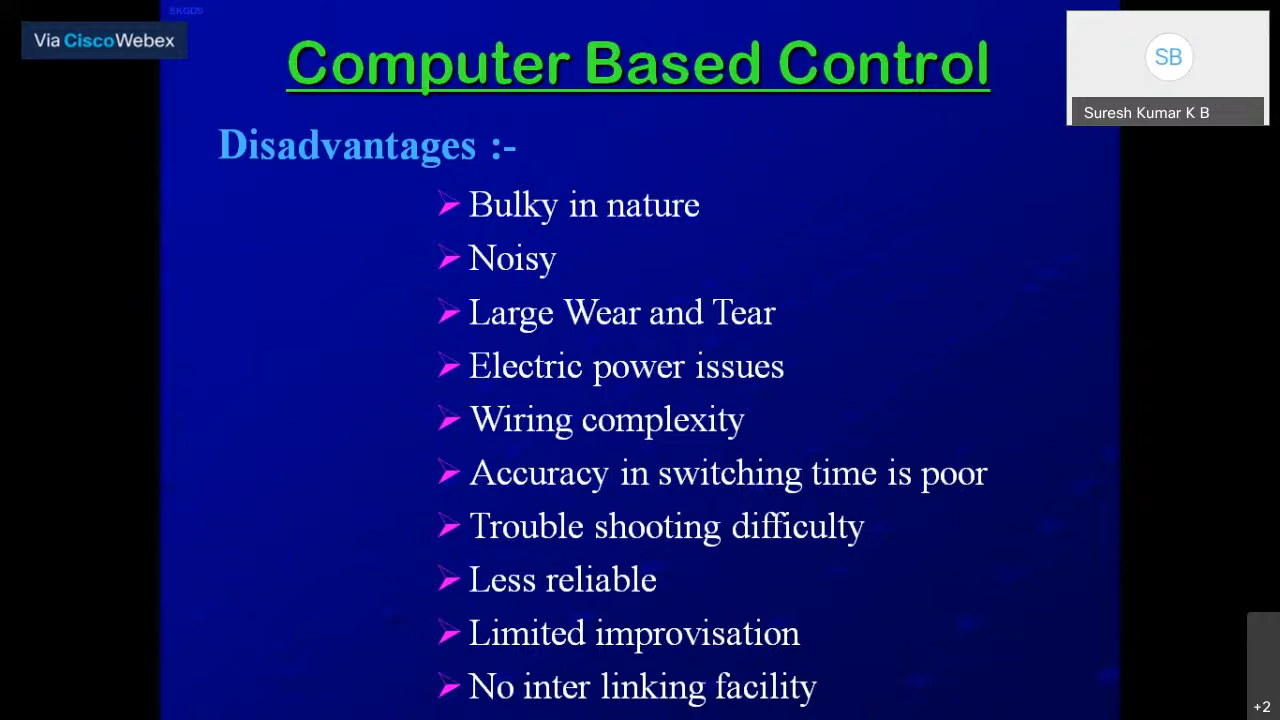 SKGDS
Via Cisco Webex
Computer Based Control
SB
Suresh Kumar K B
Disadvantages :-
Bulky in nature
Noisy
Large Wear and Tear
Electric power issues
Wiring complexity
Accuracy in switching time is poor
Trouble shooting difficulty
Less reliable
Limited improvisation
No inter linking facility
+2